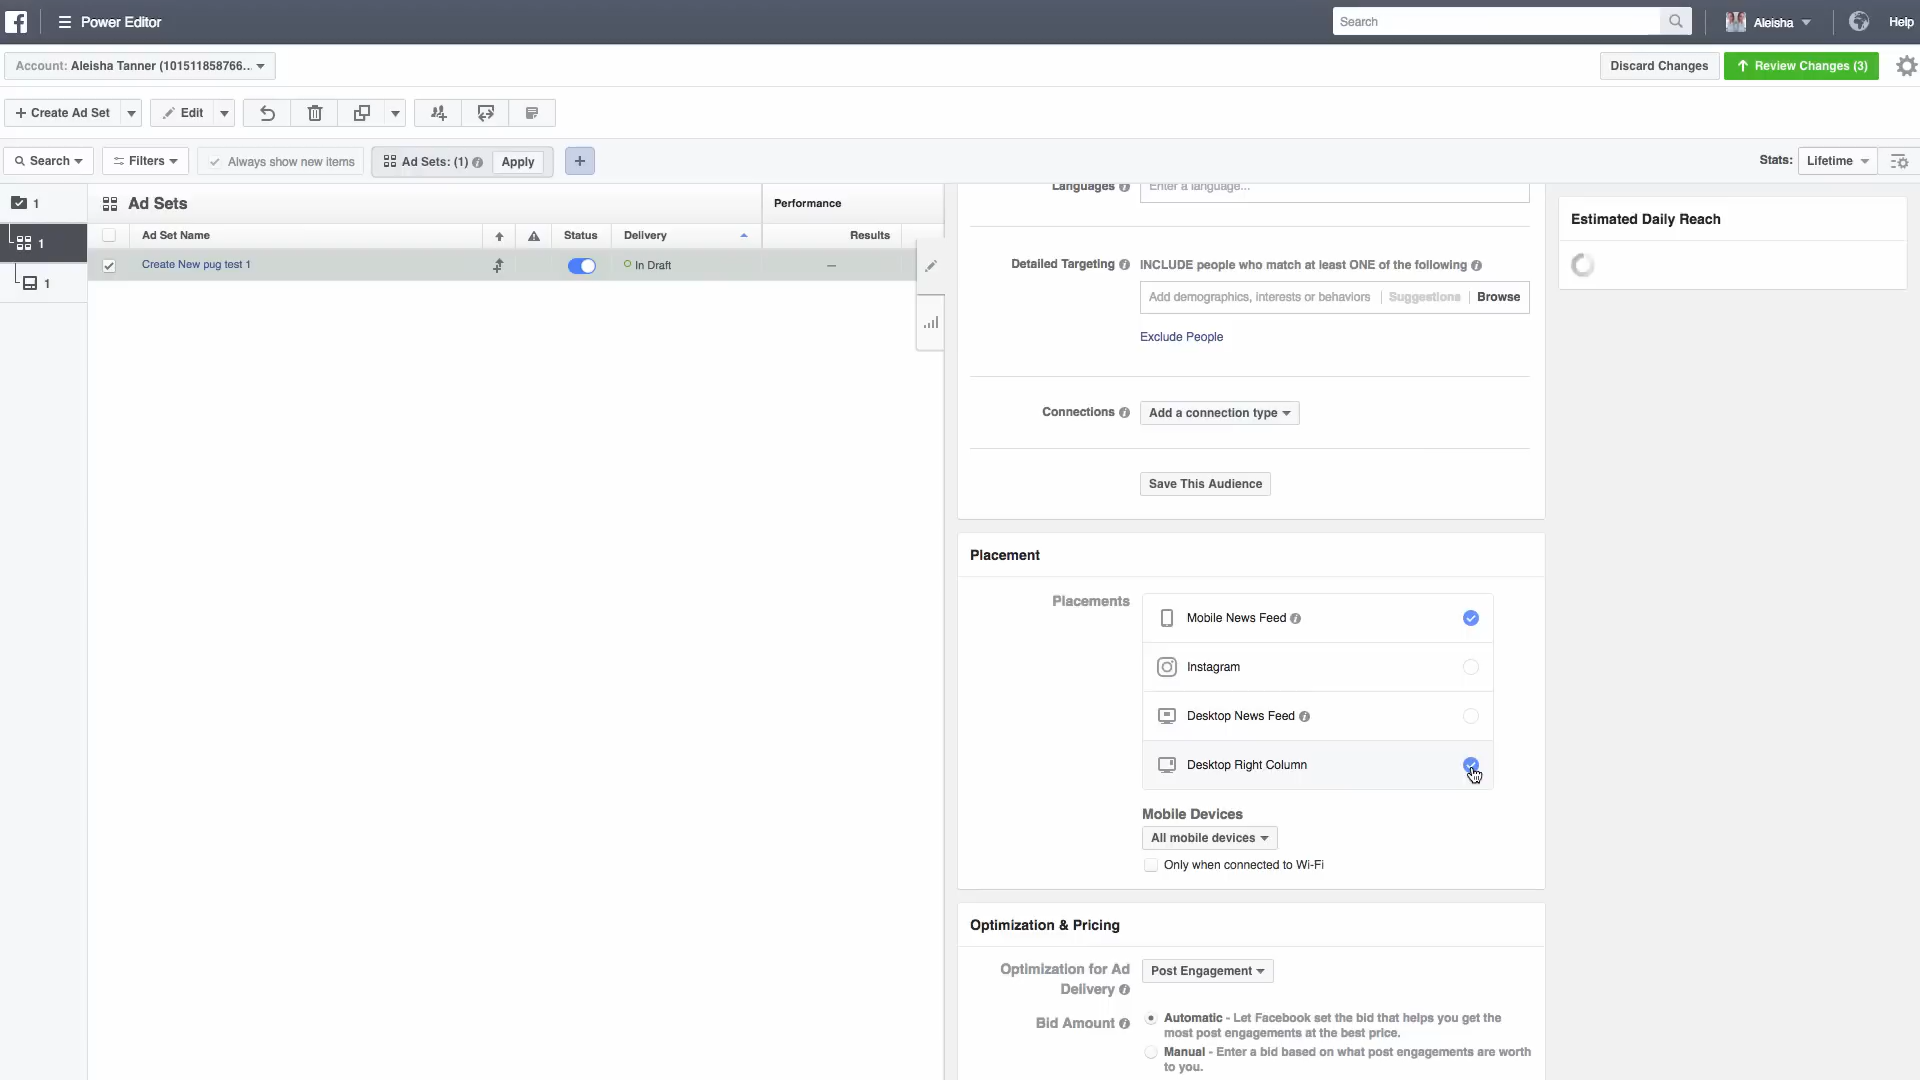 Power Editor
Search
Aleisha
Help
Account: Aleisha Tanner (101511858766...
Discard Changes
Review Changes (3)
+ Create Ad Set
Edit
Search
Filters
Always show new items
Ad Sets: (1)
Apply
+
Stats:
Lifetime
1
1
1
Ad Sets
Performance
Ad Set Name
Status
Delivery
Results
Create New pug test 1
In Draft
—
Languages
Enter a language...
Detailed Targeting
INCLUDE people who match at least ONE of the following
Add demographics, interests or behaviors
Suggestions
Browse
Exclude People
Connections
Add a connection type
Save This Audience
Placement
Placements
Mobile News Feed
Instagram
Desktop News Feed
Desktop Right Column
Mobile Devices
All mobile devices
Only when connected to Wi-Fi
Optimization & Pricing
Optimization for Ad
Delivery
Post Engagement
Bid Amount
Automatic - Let Facebook set the bid that helps you get the
most post engagements at the best price.
Manual - Enter a bid based on what post engagements are worth
to you.
Estimated Daily Reach